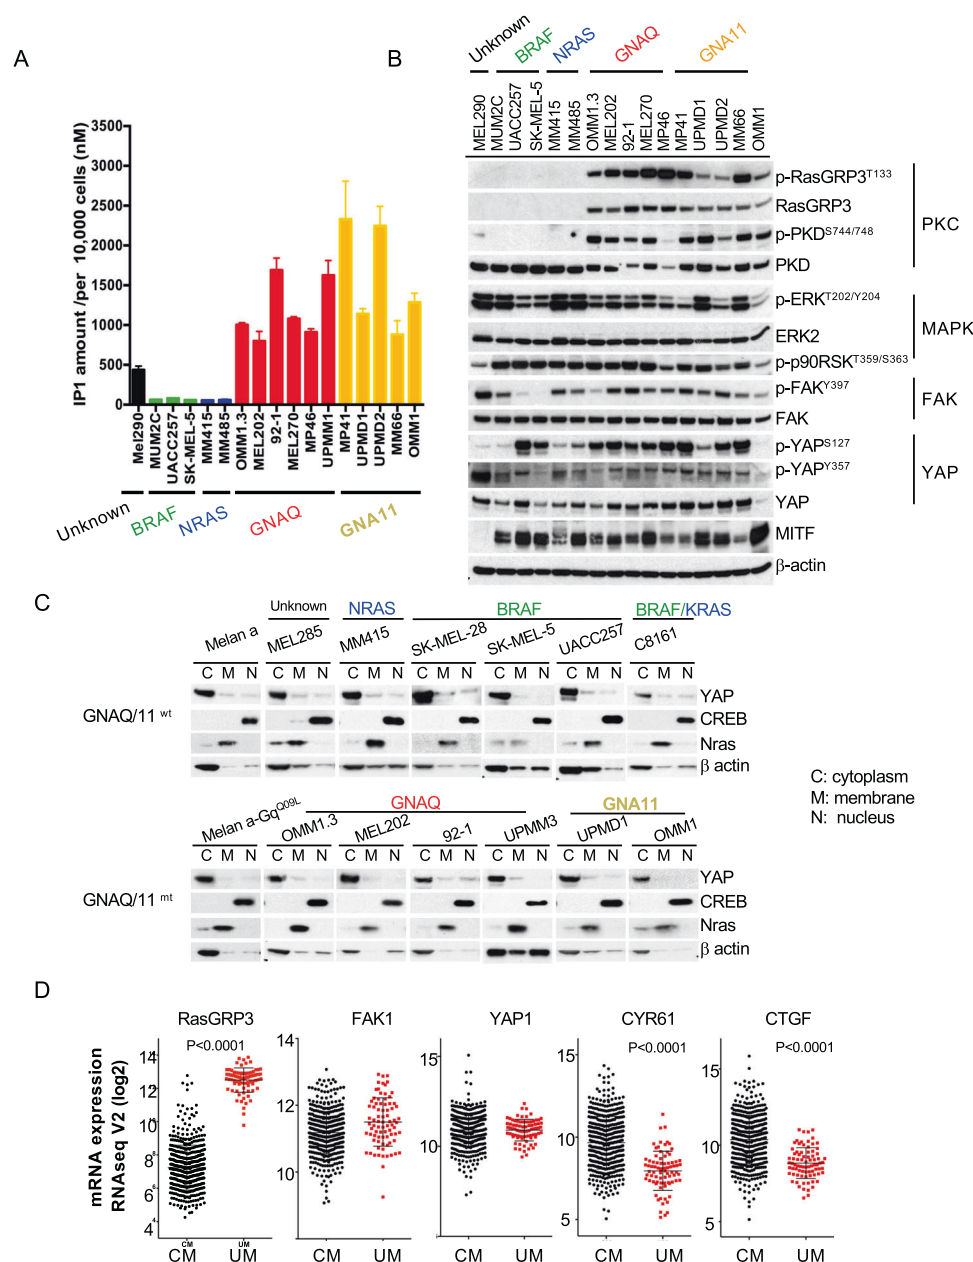 A
IP1 amount /per 10,000 cells (nM)
3500
3000
2500
2000
1500
1000
500
0
Mel290
MUM2C
UACC257
SK-MEL-5
MM415
MM485
OMM1.3
MEL202
92-1
MEL270
MP46
UPMM1
MP41
UPMD1
UPMD2
MM66
OMM1
Unknown
BRAF
NRAS
GNAQ
GNA11
B
Unknown
BRAF
NRAS
GNAQ
GNA11
MEL290
MUM2C
UACC257
SK-MEL-5
MM415
MM485
OMM1.3
MEL202
92-1
MEL270
MP46
MP41
UPMD1
UPMD2
MM66
OMM1
p-RasGRP3T133
RasGRP3
p-PKDS744/748
PKD
p-ERKT202/Y204
ERK2
p-p90RSKT359/S363
p-FAKY397
FAK
p-YAPS127
p-YAPY357
YAP
MITF
β-actin
PKC
MAPK
FAK
YAP
C
Unknown NRAS BRAF BRAF/KRAS
Melan a MEL285 MM415 SK-MEL-28 SK-MEL-5 UACC257 C8161
C M N C M N C M N C M N C M N C M N C M N
YAP
GNAQ/11 wt CREB
Nras
β actin
C: cytoplasm
M: membrane
N: nucleus
GNAQ GNA11
Melan a-GqQ09L OMM1.3 MEL202 92-1 UPMM3 UPMD1 OMM1
C M N C M N C M N C M N C M N C M N C M N
YAP
GNAQ/11 mt CREB
Nras
β actin
D
mRNA expression
RNAseq V2 (log2)
RasGRP3
P<0.0001
14
12
10
8
6
4
CM UM
CM UM
FAK1
14
12
10
CM UM
YAP1
15
10
CM UM
CYR61
P<0.0001
15
10
5
CM UM
CTGF
P<0.0001
15
10
5
CM UM